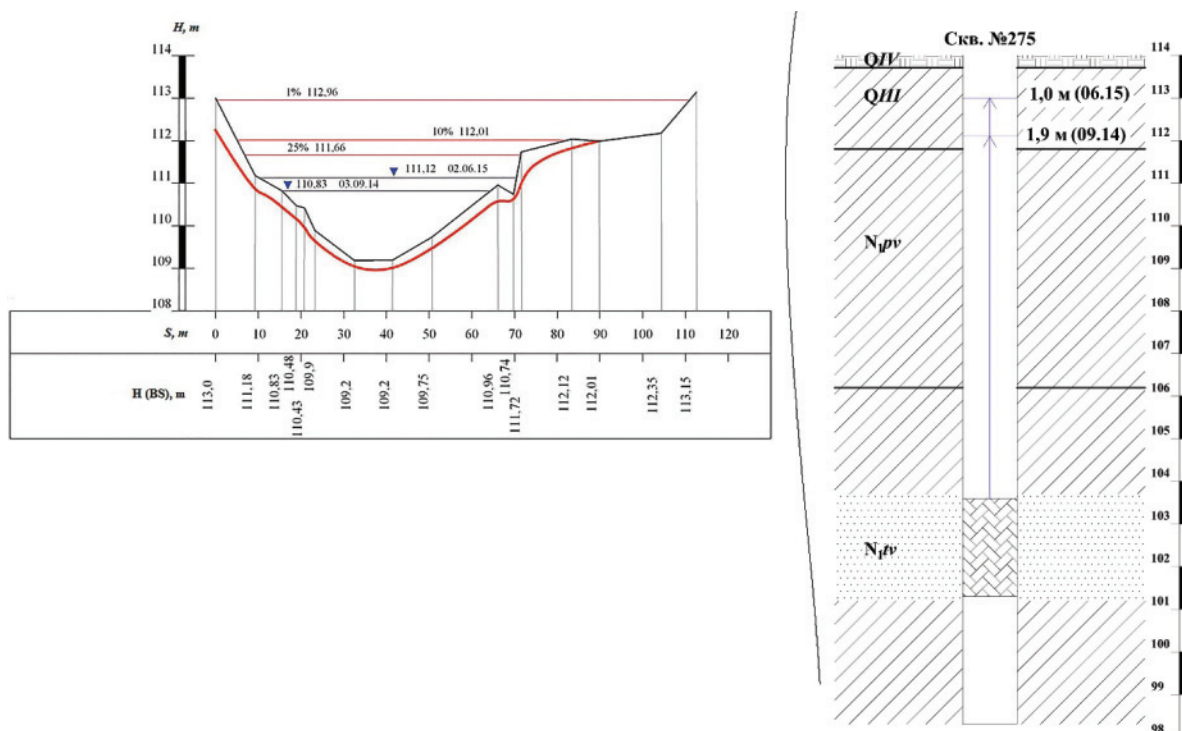 H, m
114
113
112
111
110
109
108
1% 112,96
10% 112,01
25% 111,66
111,12 02.06.15
110,83 03.09.14
S, m 0 10 20 30 40 50 60 70 80 90 100 110 120
H (BS), m 113,0 111,18 110,83 110,48 110,43 109,9 109,2 109,2 109,75 110,96 110,74 111,72 112,12 112,01 112,35 113,15
Скв. №275
QIV
QIII
1,0 м (06.15)
1,9 м (09.14)
N₁pv
N₁tv
114
113
112
111
110
109
108
107
106
105
104
103
102
101
100
99
98